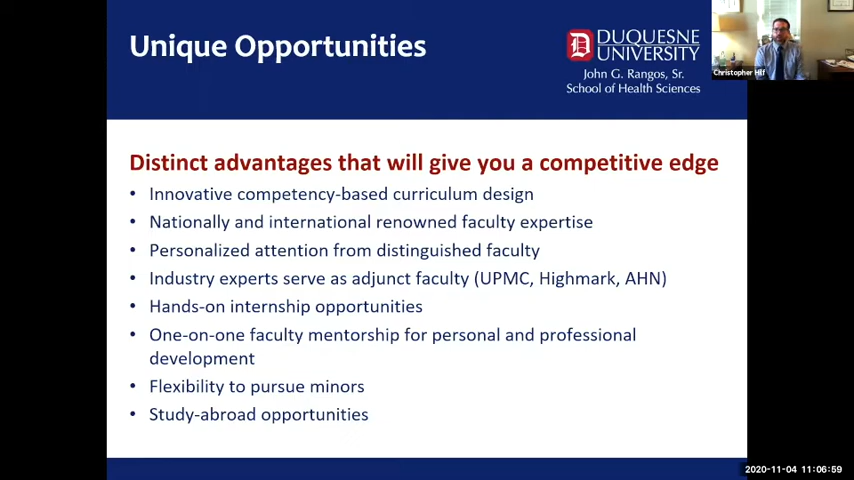 Unique Opportunities
DUQUESNE
UNIVERSITY
John G. Rangos, Sr.
School of Health Sciences
Christopher Hlf
Distinct advantages that will give you a competitive edge
• Innovative competency-based curriculum design
• Nationally and international renowned faculty expertise
• Personalized attention from distinguished faculty
• Industry experts serve as adjunct faculty (UPMC, Highmark, AHN)
• Hands-on internship opportunities
• One-on-one faculty mentorship for personal and professional
development
• Flexibility to pursue minors
• Study-abroad opportunities
2020-11-04 11:06:59